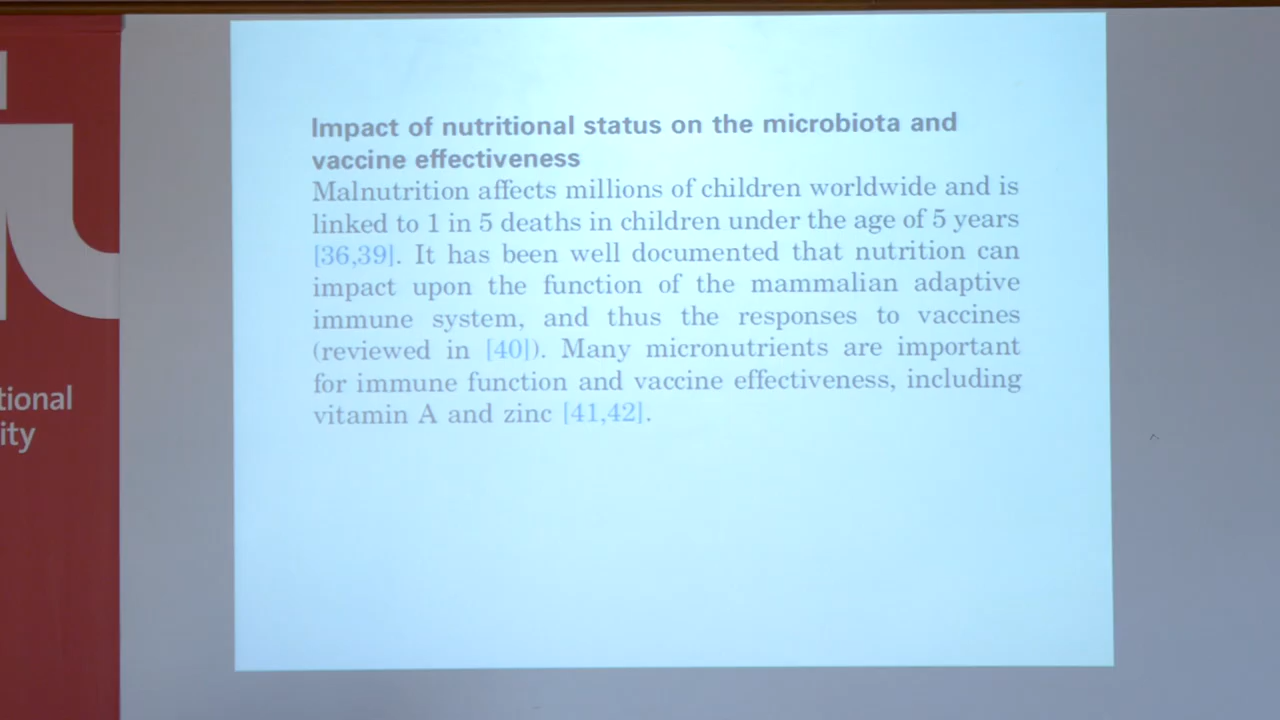 Impact of nutritional status on the microbiota and
vaccine effectiveness
Malnutrition affects millions of children worldwide and is
linked to 1 in 5 deaths in children under the age of 5 years
[36,39]. It has been well documented that nutrition can
impact upon the function of the mammalian adaptive
immune system, and thus the responses to vaccines
(reviewed in [40]). Many micronutrients are important
for immune function and vaccine effectiveness, including
vitamin A and zinc [41,42].
tional
ity